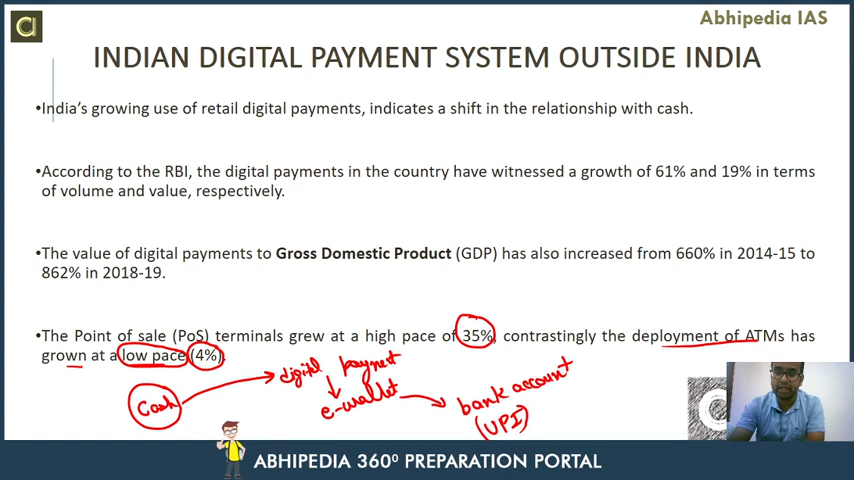 Abhipedia IAS
INDIAN DIGITAL PAYMENT SYSTEM OUTSIDE INDIA
•India's growing use of retail digital payments, indicates a shift in the relationship with cash.
•According to the RBI, the digital payments in the country have witnessed a growth of 61% and 19% in terms
of volume and value, respectively.
•The value of digital payments to Gross Domestic Product (GDP) has also increased from 660% in 2014-15 to
862% in 2018-19.
•The Point of sale (PoS) terminals grew at a high pace of 35%, contrastingly the deployment of ATMs has
grown at a low pace (4%).
Cash
digital payment
e-wallet
bank account
(UPI)
ABHIPEDIA 360⁰ PREPARATION PORTAL